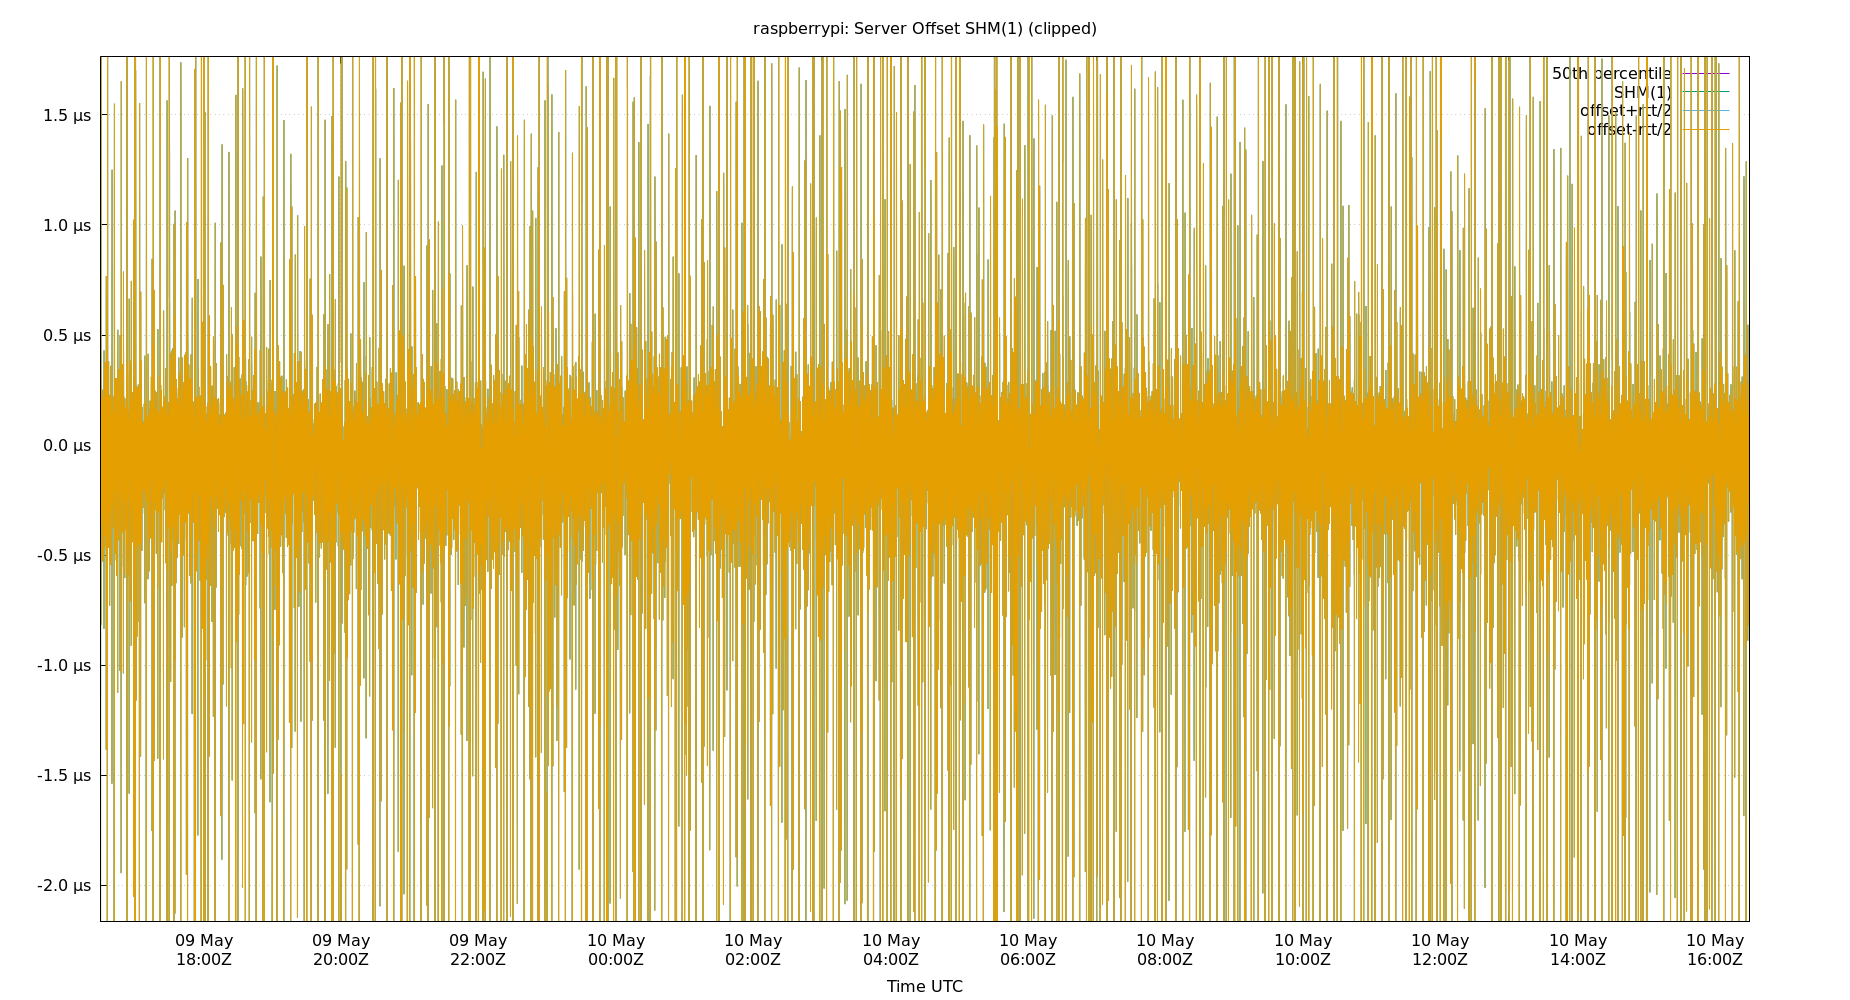 raspberrypi: Server Offset SHM(1) (clipped)
50th percentile
SHM(1)
offset+rtt/2
offset-rtt/2
1.5 µs
1.0 µs
0.5 µs
0.0 µs
-0.5 µs
-1.0 µs
-1.5 µs
-2.0 µs
09 May 09 May 09 May 10 May 10 May 10 May 10 May 10 May 10 May 10 May 10 May 10 May
18:00Z 20:00Z 22:00Z 00:00Z 02:00Z 04:00Z 06:00Z 08:00Z 10:00Z 12:00Z 14:00Z 16:00Z
Time UTC